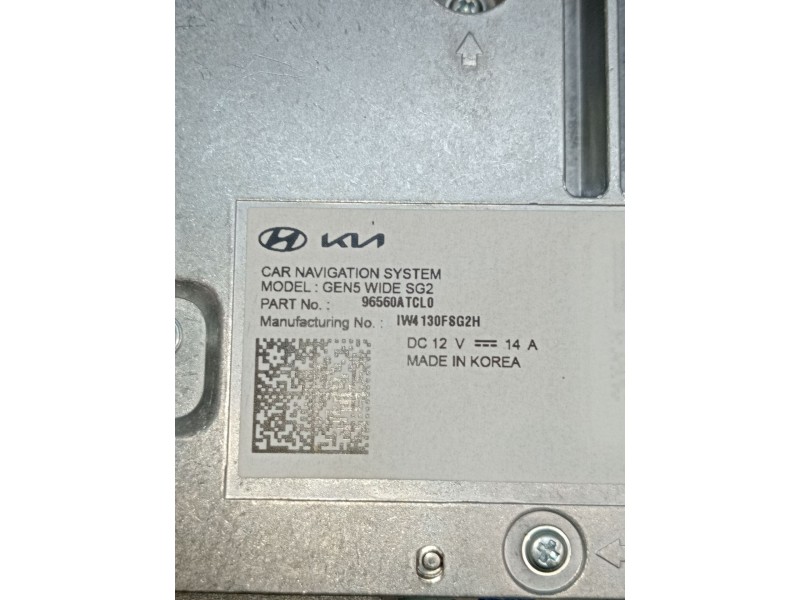 KIA
CAR NAVIGATION SYSTEM
MODEL : GEN5 WIDE SG2
PART No. : 96560ATCL0
Manufacturing No. : IW4130FSG2H
DC 12 V ⎓ 14 A
MADE IN KOREA